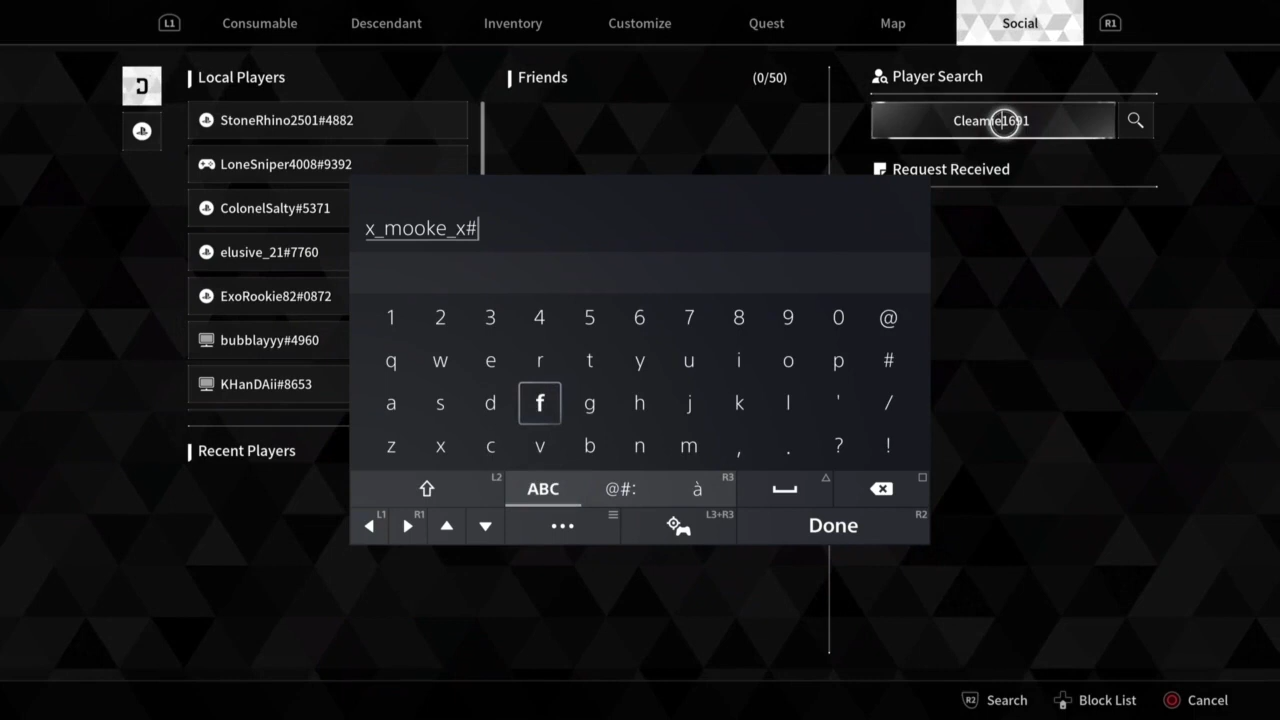 L1 Consumable Descendant Inventory Customize Quest Map Social R1
Local Players
StoneRhino2501#4882
LoneSniper4008#9392
ColonelSalty#5371
elusive_21#7760
ExoRookie82#0872
bubblayyy#4960
KHanDAii#8653
Recent Players
Friends (0/50)
Player Search
Cleamie1691
Request Received
x_mooke_x#
1 2 3 4 5 6 7 8 9 0 @
q w e r t y u i o p #
a s d f g h j k l ' /
z x c v b n m , . ? !
L2 ABC @#: à R3
L1 R1 ... L3+R3 Done R2
R2 Search Block List Cancel